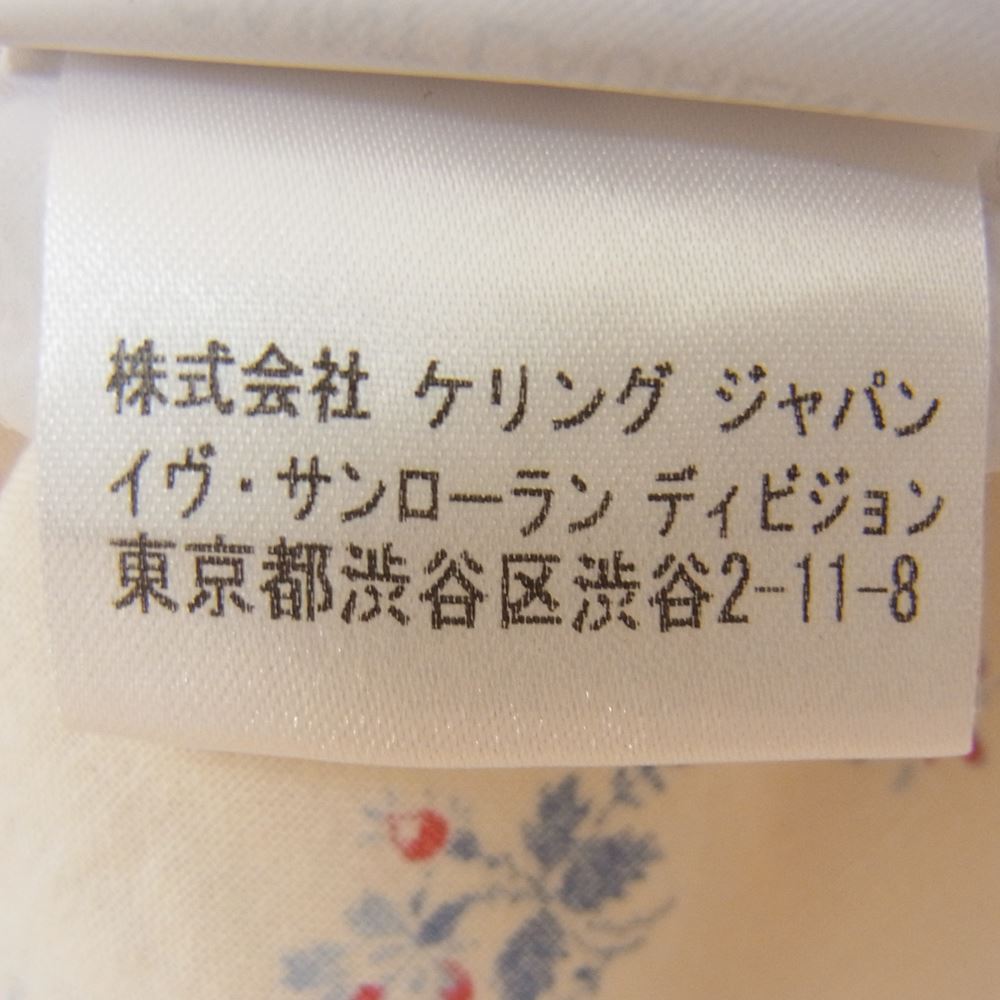 株式会社 ケリング ジャパン
イヴ・サンローラン ディビジョン
東京都渋谷区渋谷2-11-8